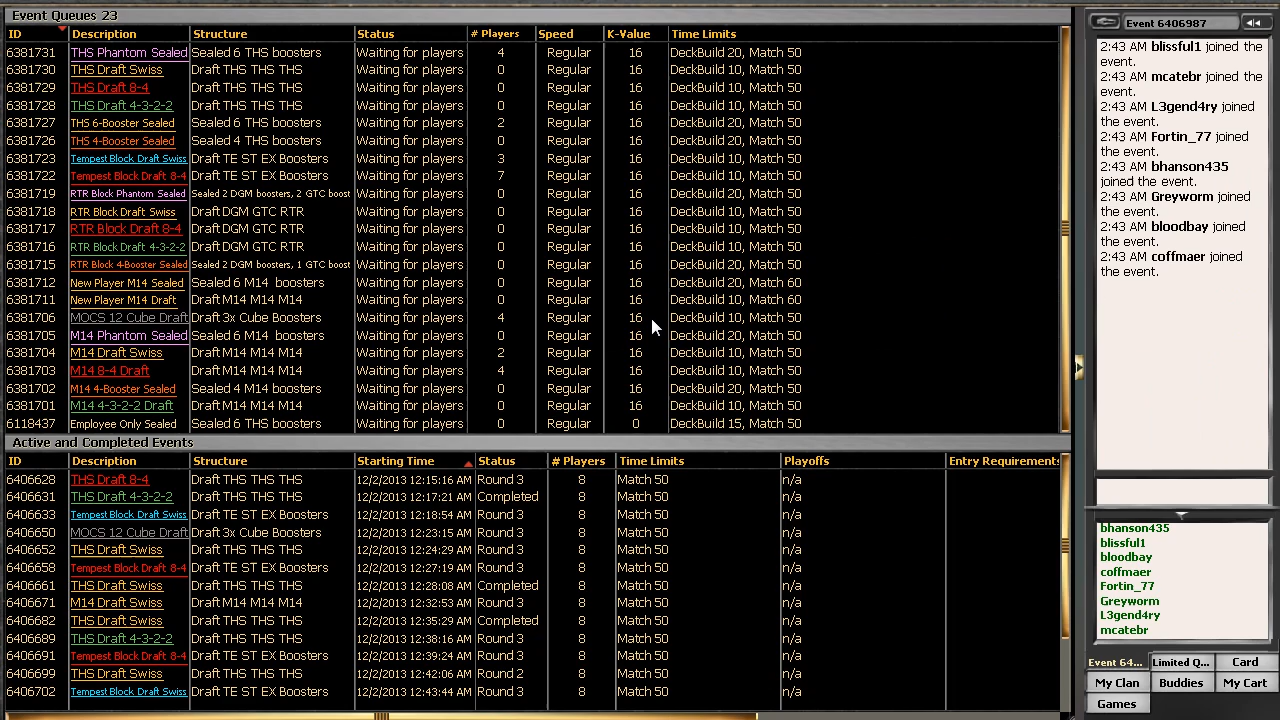 Event Queues 23
ID Description Structure Status # Players Speed K-Value Time Limits
6381731 THS Phantom Sealed Sealed 6 THS boosters Waiting for players 4 Regular 16 DeckBuild 20, Match 50
6381730 THS Draft Swiss Draft THS THS THS Waiting for players 0 Regular 16 DeckBuild 10, Match 50
6381729 THS Draft 8-4 Draft THS THS THS Waiting for players 0 Regular 16 DeckBuild 10, Match 50
6381728 THS Draft 4-3-2-2 Draft THS THS THS Waiting for players 0 Regular 16 DeckBuild 10, Match 50
6381727 THS 6-Booster Sealed Sealed 6 THS boosters Waiting for players 2 Regular 16 DeckBuild 20, Match 50
6381726 THS 4-Booster Sealed Sealed 4 THS boosters Waiting for players 0 Regular 16 DeckBuild 20, Match 50
6381723 Tempest Block Draft Swiss Draft TE ST EX Boosters Waiting for players 3 Regular 16 DeckBuild 10, Match 50
6381722 Tempest Block Draft 8-4 Draft TE ST EX Boosters Waiting for players 7 Regular 16 DeckBuild 10, Match 50
6381719 RTR Block Phantom Sealed Sealed 2 DGM boosters, 2 GTC boost Waiting for players 0 Regular 16 DeckBuild 20, Match 50
6381718 RTR Block Draft Swiss Draft DGM GTC RTR Waiting for players 0 Regular 16 DeckBuild 10, Match 50
6381717 RTR Block Draft 8-4 Draft DGM GTC RTR Waiting for players 0 Regular 16 DeckBuild 10, Match 50
6381716 RTR Block Draft 4-3-2-2 Draft DGM GTC RTR Waiting for players 0 Regular 16 DeckBuild 10, Match 50
6381715 RTR Block 4-Booster Sealed Sealed 2 DGM boosters, 1 GTC boost Waiting for players 0 Regular 16 DeckBuild 20, Match 50
6381712 New Player M14 Sealed Sealed 6 M14 boosters Waiting for players 0 Regular 16 DeckBuild 20, Match 60
6381711 New Player M14 Draft Draft M14 M14 M14 Waiting for players 0 Regular 16 DeckBuild 10, Match 60
6381706 MOCS 12 Cube Draft Draft 3x Cube Boosters Waiting for players 4 Regular 16 DeckBuild 10, Match 50
6381705 M14 Phantom Sealed Sealed 6 M14 boosters Waiting for players 0 Regular 16 DeckBuild 20, Match 50
6381704 M14 Draft Swiss Draft M14 M14 M14 Waiting for players 2 Regular 16 DeckBuild 10, Match 50
6381703 M14 8-4 Draft Draft M14 M14 M14 Waiting for players 4 Regular 16 DeckBuild 10, Match 50
6381702 M14 4-Booster Sealed Sealed 4 M14 boosters Waiting for players 0 Regular 16 DeckBuild 20, Match 50
6381701 M14 4-3-2-2 Draft Draft M14 M14 M14 Waiting for players 0 Regular 16 DeckBuild 10, Match 50
6118437 Employee Only Sealed Sealed 6 THS boosters Waiting for players 0 Regular 0 DeckBuild 15, Match 50
Active and Completed Events
ID Description Structure Starting Time Status # Players Time Limits Playoffs Entry Requirements
6406628 THS Draft 8-4 Draft THS THS THS 12/2/2013 12:15:16 AM Round 3 8 Match 50 n/a
6406631 THS Draft 4-3-2-2 Draft THS THS THS 12/2/2013 12:17:21 AM Completed 8 Match 50 n/a
6406633 Tempest Block Draft Swiss Draft TE ST EX Boosters 12/2/2013 12:18:54 AM Round 3 8 Match 50 n/a
6406650 MOCS 12 Cube Draft Draft 3x Cube Boosters 12/2/2013 12:23:15 AM Round 3 8 Match 50 n/a
6406652 THS Draft Swiss Draft THS THS THS 12/2/2013 12:24:29 AM Round 3 8 Match 50 n/a
6406658 Tempest Block Draft 8-4 Draft TE ST EX Boosters 12/2/2013 12:27:19 AM Round 3 8 Match 50 n/a
6406661 THS Draft Swiss Draft THS THS THS 12/2/2013 12:28:08 AM Completed 8 Match 50 n/a
6406671 M14 Draft Swiss Draft M14 M14 M14 12/2/2013 12:32:53 AM Round 3 8 Match 50 n/a
6406682 THS Draft Swiss Draft THS THS THS 12/2/2013 12:35:03 AM Completed 8 Match 50 n/a
6406689 THS Draft 4-3-2-2 Draft THS THS THS 12/2/2013 12:38:16 AM Round 3 8 Match 50 n/a
6406691 Tempest Block Draft 8-4 Draft TE ST EX Boosters 12/2/2013 12:39:24 AM Round 3 8 Match 50 n/a
6406699 THS Draft Swiss Draft THS THS THS 12/2/2013 12:42:06 AM Round 2 8 Match 50 n/a
6406702 Tempest Block Draft Swiss Draft TE ST EX Boosters 12/2/2013 12:43:44 AM Round 3 8 Match 50 n/a
Event 6406987
2:43 AM blissful1 joined the
event.
2:43 AM mcatebr joined the
event.
2:43 AM L3gend4ry joined
the event.
2:43 AM Fortin_77 joined
the event.
2:43 AM bhanson435
joined the event.
2:43 AM Greyworm joined
the event.
2:43 AM bloodbay joined
the event.
2:43 AM coffmaer joined
the event.
bhanson435
blissful1
bloodbay
coffmaer
Fortin_77
Greyworm
L3gend4ry
mcatebr
Event 64... Limited Q... Card
My Clan Buddies My Cart
Games